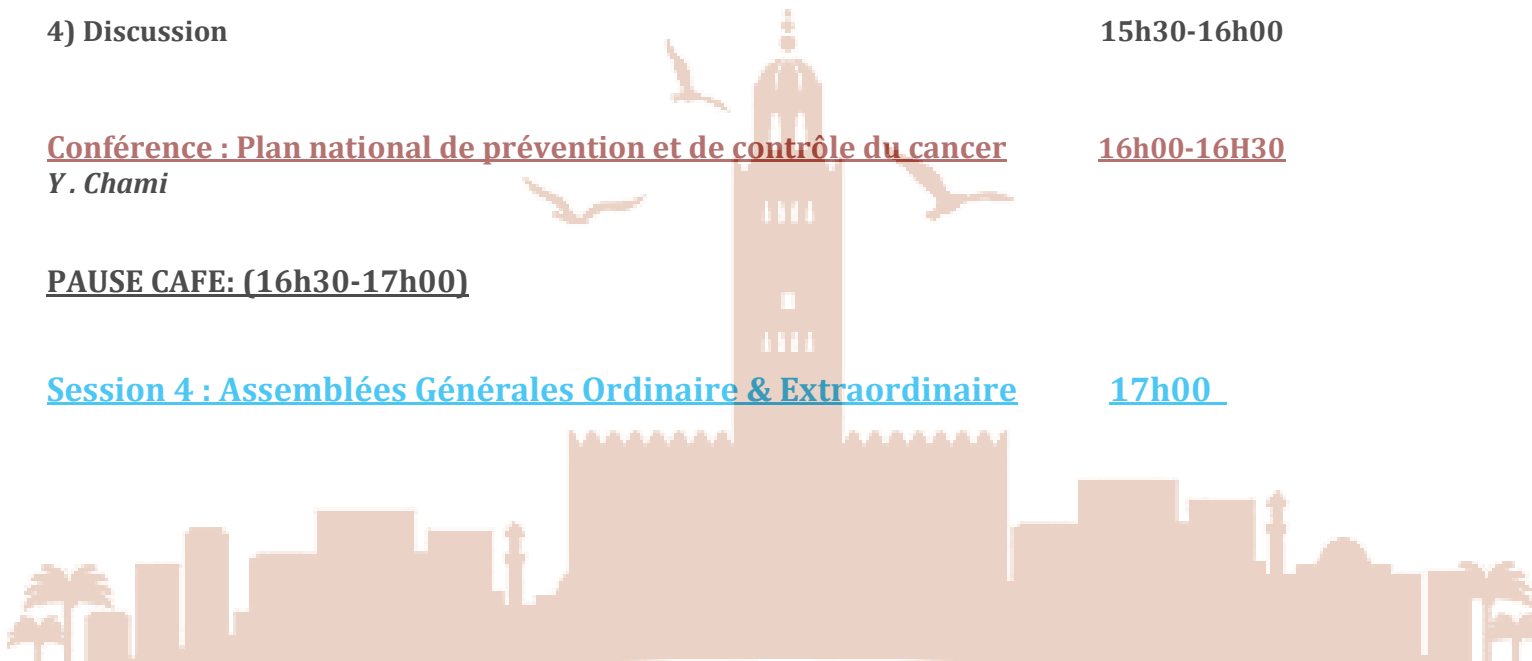 4) Discussion 15h30-16h00
Conférence : Plan national de prévention et de contrôle du cancer 16h00-16H30
Y . Chami
PAUSE CAFE: (16h30-17h00)
Session 4 : Assemblées Générales Ordinaire & Extraordinaire 17h00